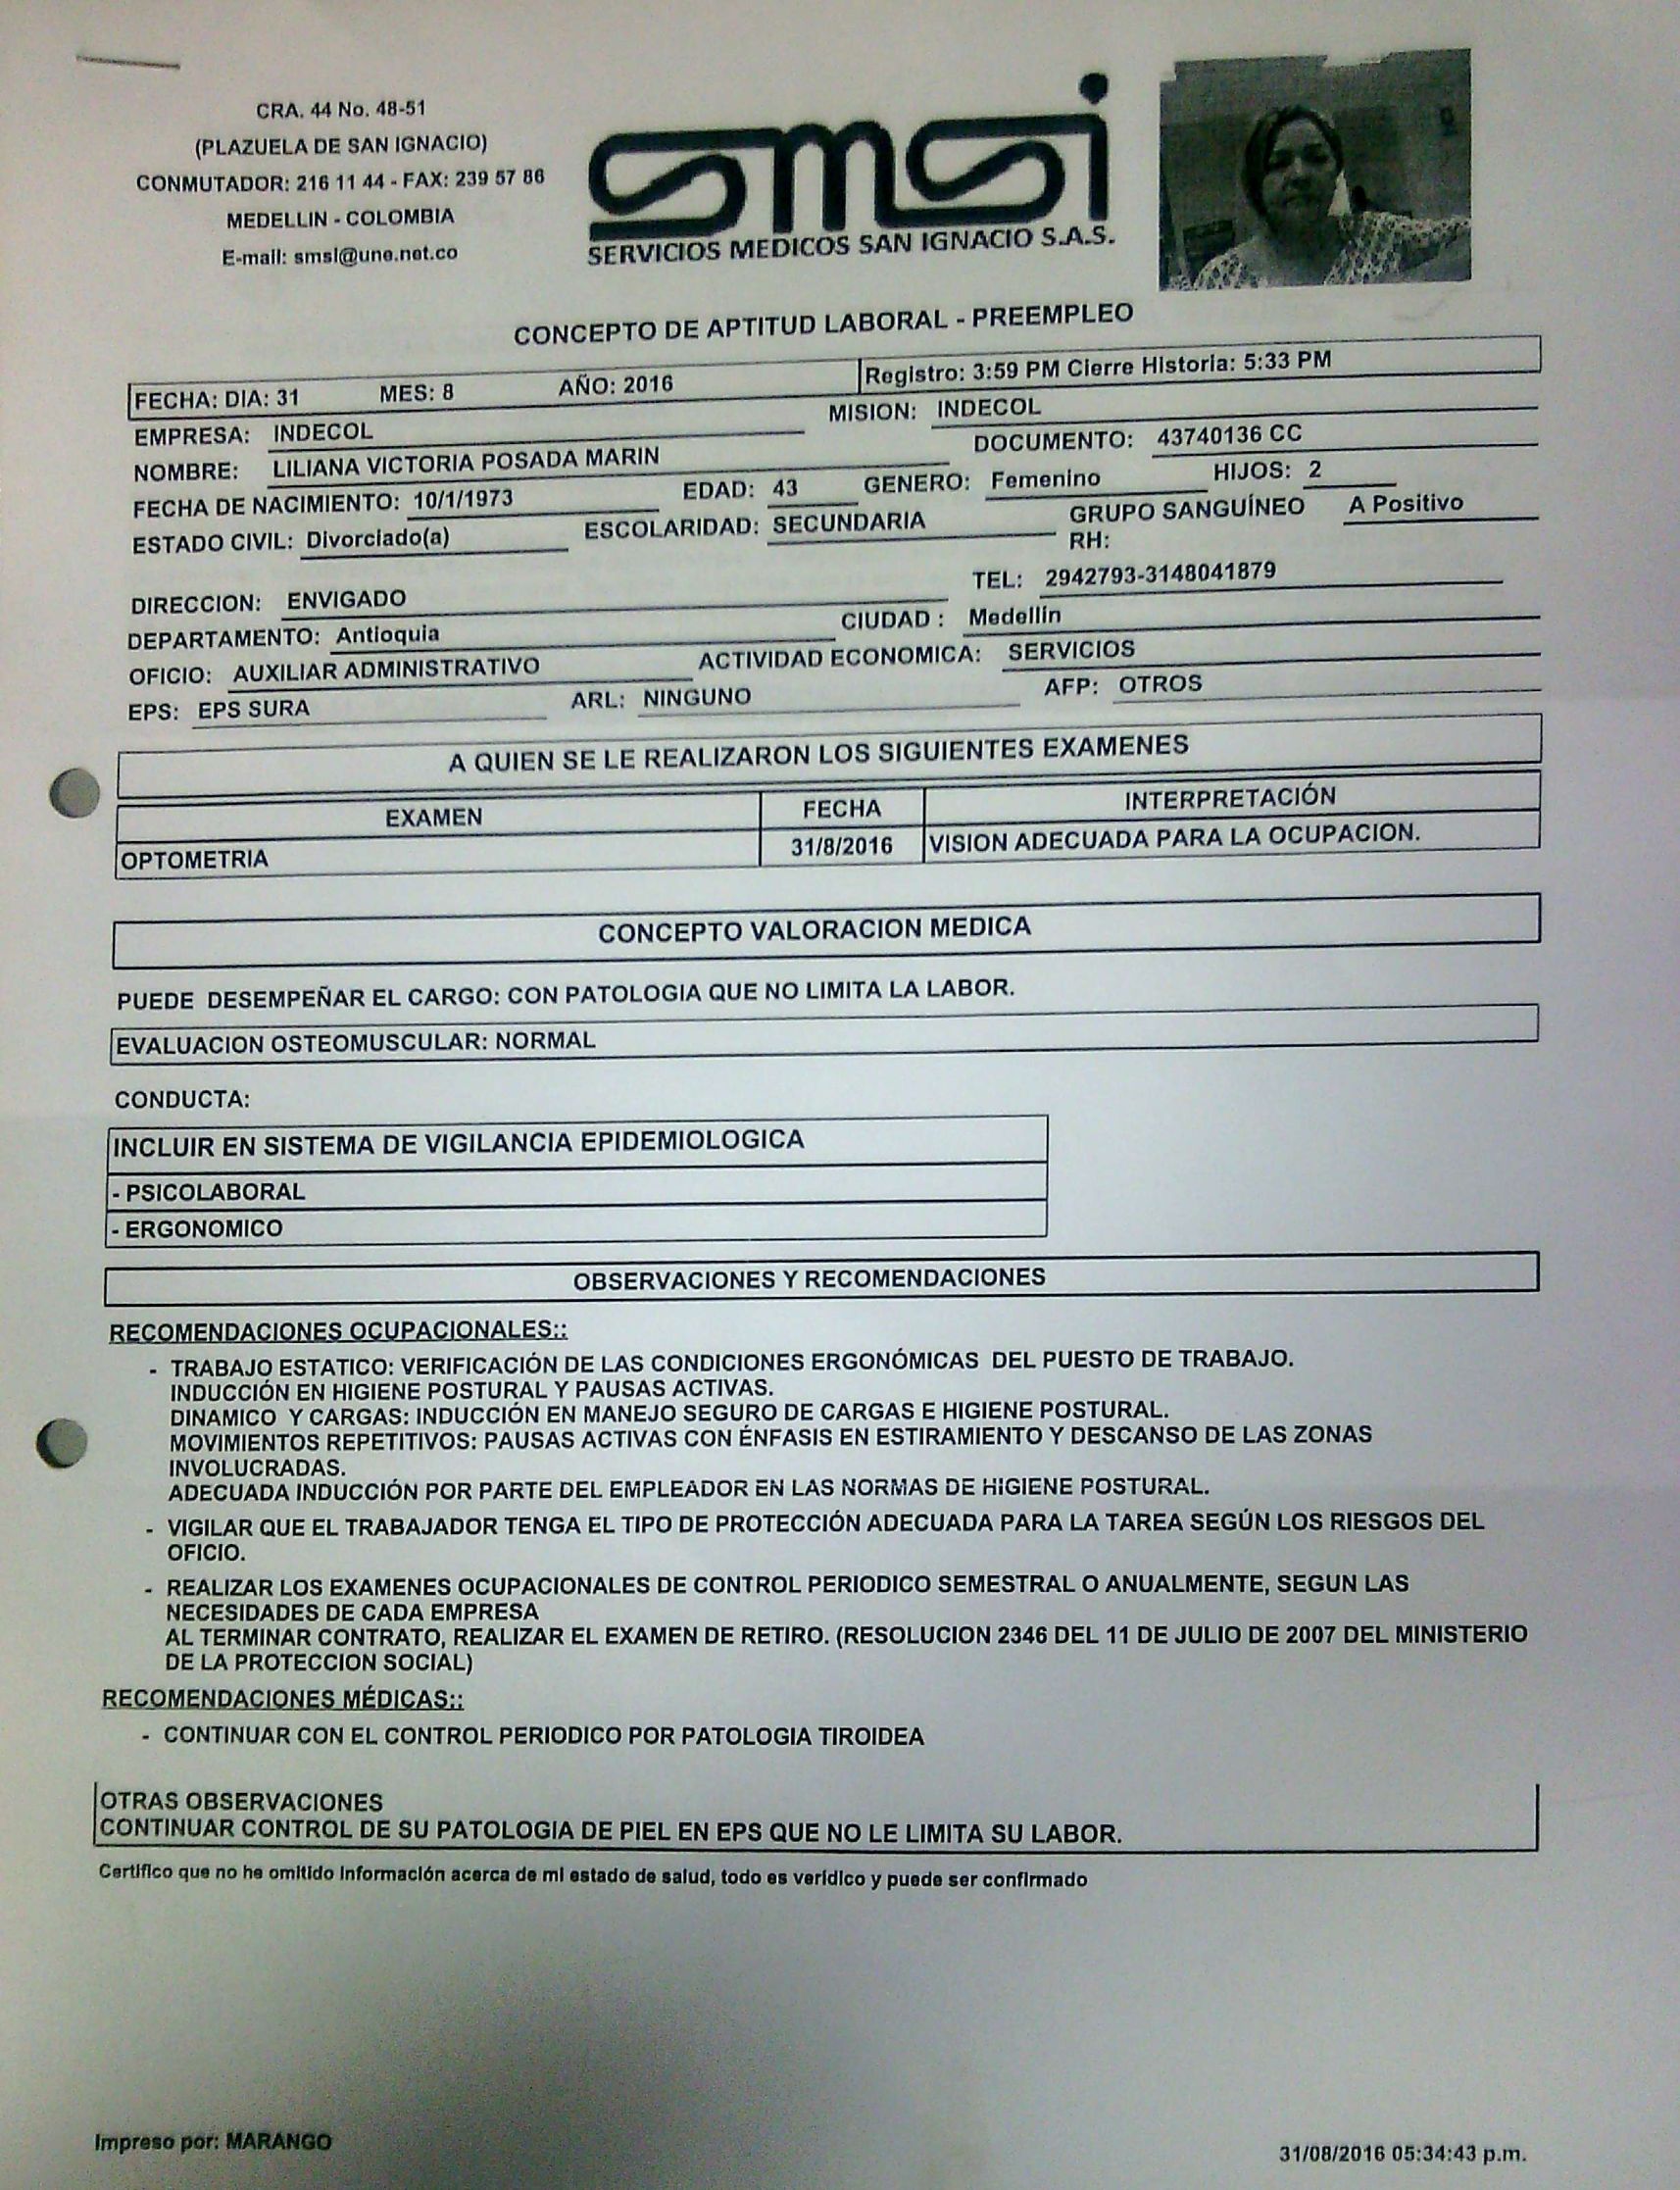 CRA. 44 No. 48-51
(PLAZUELA DE SAN IGNACIO)
CONMUTADOR: 216 11 44 - FAX: 239 57 86
MEDELLIN - COLOMBIA
E-mail: smsi@une.net.co
smsi
SERVICIOS MEDICOS SAN IGNACIO S.A.S.
CONCEPTO DE APTITUD LABORAL - PREEMPLEO
FECHA: DIA: 31 MES: 8 AÑO: 2016 Registro: 3:59 PM Cierre Historia: 5:33 PM
EMPRESA: INDECOL MISION: INDECOL
NOMBRE: LILIANA VICTORIA POSADA MARIN DOCUMENTO: 43740136 CC
FECHA DE NACIMIENTO: 10/1/1973 EDAD: 43 GENERO: Femenino HIJOS: 2
ESTADO CIVIL: Divorciado(a) ESCOLARIDAD: SECUNDARIA GRUPO SANGUÍNEO A Positivo
RH:
DIRECCION: ENVIGADO TEL: 2942793-3148041879
DEPARTAMENTO: Antioquia CIUDAD : Medellín
OFICIO: AUXILIAR ADMINISTRATIVO ACTIVIDAD ECONOMICA: SERVICIOS
EPS: EPS SURA ARL: NINGUNO AFP: OTROS
A QUIEN SE LE REALIZARON LOS SIGUIENTES EXAMENES
EXAMEN FECHA INTERPRETACIÓN
OPTOMETRIA 31/8/2016 VISION ADECUADA PARA LA OCUPACION.
CONCEPTO VALORACION MEDICA
PUEDE DESEMPEÑAR EL CARGO: CON PATOLOGIA QUE NO LIMITA LA LABOR.
EVALUACION OSTEOMUSCULAR: NORMAL
CONDUCTA:
INCLUIR EN SISTEMA DE VIGILANCIA EPIDEMIOLOGICA
- PSICOLABORAL
- ERGONOMICO
OBSERVACIONES Y RECOMENDACIONES
RECOMENDACIONES OCUPACIONALES::
- TRABAJO ESTATICO: VERIFICACIÓN DE LAS CONDICIONES ERGONÓMICAS DEL PUESTO DE TRABAJO.
INDUCCIÓN EN HIGIENE POSTURAL Y PAUSAS ACTIVAS.
DINAMICO Y CARGAS: INDUCCIÓN EN MANEJO SEGURO DE CARGAS E HIGIENE POSTURAL.
MOVIMIENTOS REPETITIVOS: PAUSAS ACTIVAS CON ÉNFASIS EN ESTIRAMIENTO Y DESCANSO DE LAS ZONAS
INVOLUCRADAS.
ADECUADA INDUCCIÓN POR PARTE DEL EMPLEADOR EN LAS NORMAS DE HIGIENE POSTURAL.
- VIGILAR QUE EL TRABAJADOR TENGA EL TIPO DE PROTECCIÓN ADECUADA PARA LA TAREA SEGÚN LOS RIESGOS DEL
OFICIO.
- REALIZAR LOS EXAMENES OCUPACIONALES DE CONTROL PERIODICO SEMESTRAL O ANUALMENTE, SEGUN LAS
NECESIDADES DE CADA EMPRESA
AL TERMINAR CONTRATO, REALIZAR EL EXAMEN DE RETIRO. (RESOLUCION 2346 DEL 11 DE JULIO DE 2007 DEL MINISTERIO
DE LA PROTECCION SOCIAL)
RECOMENDACIONES MÉDICAS::
- CONTINUAR CON EL CONTROL PERIODICO POR PATOLOGIA TIROIDEA
OTRAS OBSERVACIONES
CONTINUAR CONTROL DE SU PATOLOGIA DE PIEL EN EPS QUE NO LE LIMITA SU LABOR.
Certifico que no he omitido información acerca de mi estado de salud, todo es verídico y puede ser confirmado
Impreso por: MARANGO
31/08/2016 05:34:43 p.m.